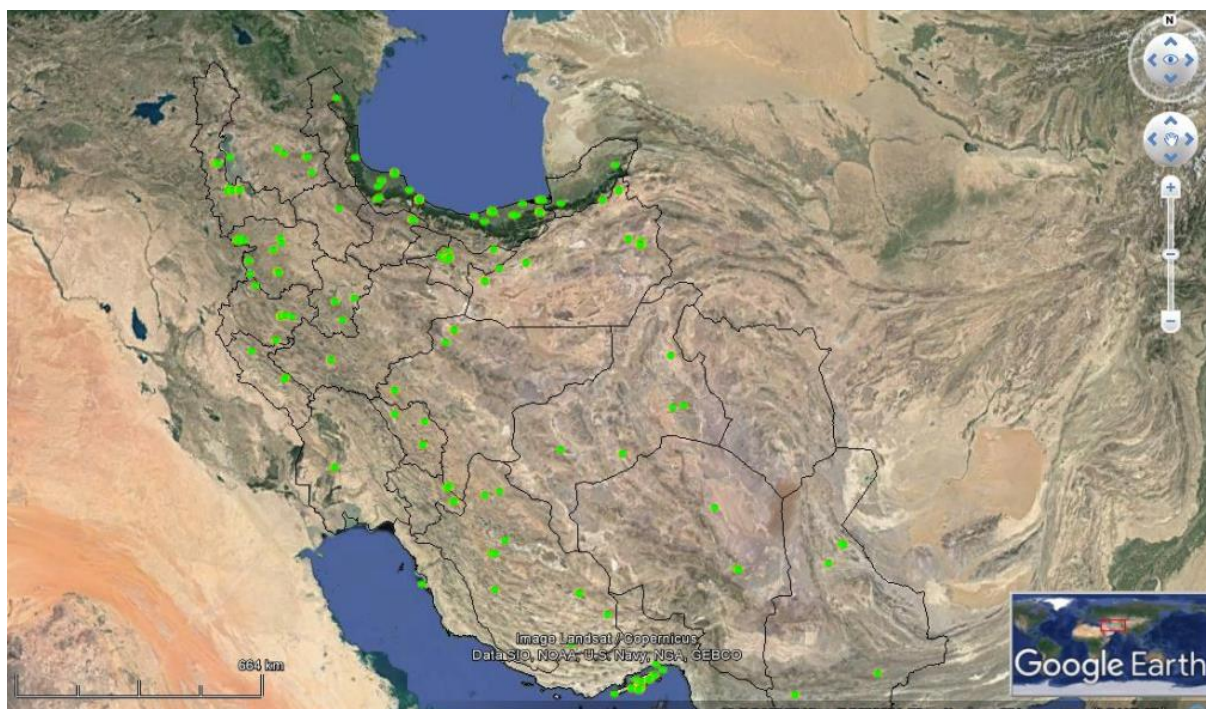 N
Image Landsat / Copernicus
Data SIO, NOAA, U.S. Navy, NGA, GEBCO
664 km
Google Earth